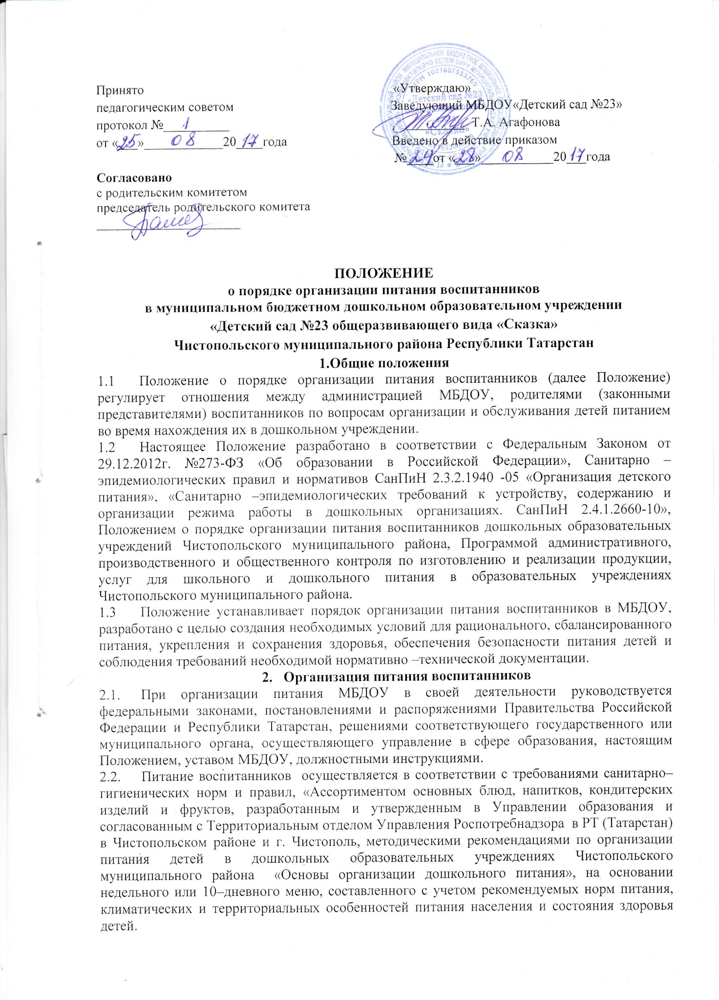 Принято
педагогическим советом
протокол № 1
от «25» 08 2017 года
«Утверждаю»
Заведующий МБДОУ«Детский сад №23»
Т.А. Агафонова
Введено в действие приказом
№ 24 от «28» 08 2017 года
Согласовано
с родительским комитетом
председатель родительского комитета
ПОЛОЖЕНИЕ
о порядке организации питания воспитанников
в муниципальном бюджетном дошкольном образовательном учреждении
«Детский сад №23 общеразвивающего вида «Сказка»
Чистопольского муниципального района Республики Татарстан
1.Общие положения
1.1 Положение о порядке организации питания воспитанников (далее Положение)
регулирует отношения между администрацией МБДОУ, родителями (законными
представителями) воспитанников по вопросам организации и обслуживания детей питанием
во время нахождения их в дошкольном учреждении.
1.2 Настоящее Положение разработано в соответствии с Федеральным Законом от
29.12.2012г. №273-ФЗ «Об образовании в Российской Федерации», Санитарно –
эпидемиологических правил и нормативов СанПиН 2.3.2.1940 -05 «Организация детского
питания», «Санитарно –эпидемиологических требований к устройству, содержанию и
организации режима работы в дошкольных организациях. СанПиН 2.4.1.2660-10»,
Положением о порядке организации питания воспитанников дошкольных образовательных
учреждений Чистопольского муниципального района, Программой административного,
производственного и общественного контроля по изготовлению и реализации продукции,
услуг для школьного и дошкольного питания в образовательных учреждениях
Чистопольского муниципального района.
1.3 Положение устанавливает порядок организации питания воспитанников в МБДОУ,
разработано с целью создания необходимых условий для рационального, сбалансированного
питания, укрепления и сохранения здоровья, обеспечения безопасности питания детей и
соблюдения требований необходимой нормативно –технической документации.
2. Организация питания воспитанников
2.1. При организации питания МБДОУ в своей деятельности руководствуется
федеральными законами, постановлениями и распоряжениями Правительства Российской
Федерации и Республики Татарстан, решениями соответствующего государственного или
муниципального органа, осуществляющего управление в сфере образования, настоящим
Положением, уставом МБДОУ, должностными инструкциями.
2.2. Питание воспитанников осуществляется в соответствии с требованиями санитарно–
гигиенических норм и правил, «Ассортиментом основных блюд, напитков, кондитерских
изделий и фруктов, разработанным и утвержденным в Управлении образования и
согласованным с Территориальным отделом Управления Роспотребнадзора в РТ (Татарстан)
в Чистопольском районе и г. Чистополь, методическими рекомендациями по организации
питания детей в дошкольных образовательных учреждениях Чистопольского
муниципального района «Основы организации дошкольного питания», на основании
недельного или 10–дневного меню, составленного с учетом рекомендуемых норм питания,
климатических и территориальных особенностей питания населения и состояния здоровья
детей.